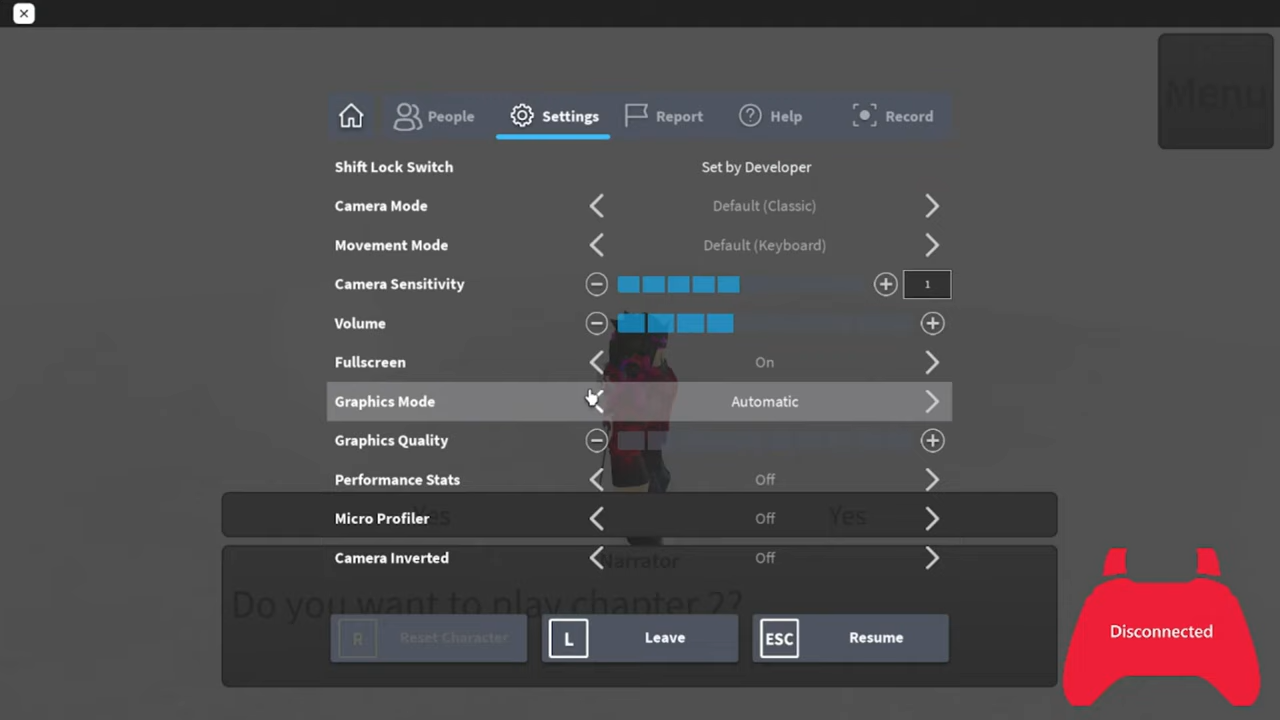 Menu
People
Settings
Report
Help
Record
Shift Lock Switch
Set by Developer
Camera Mode
Default (Classic)
Movement Mode
Default (Keyboard)
Camera Sensitivity
1
Volume
Fullscreen
On
Graphics Mode
Automatic
Graphics Quality
Performance Stats
Off
Yes
Yes
Micro Profiler
Off
Camera Inverted
Off
Narrator
Do you want to play chapter 2??
R Reset Character
L Leave
ESC Resume
Disconnected